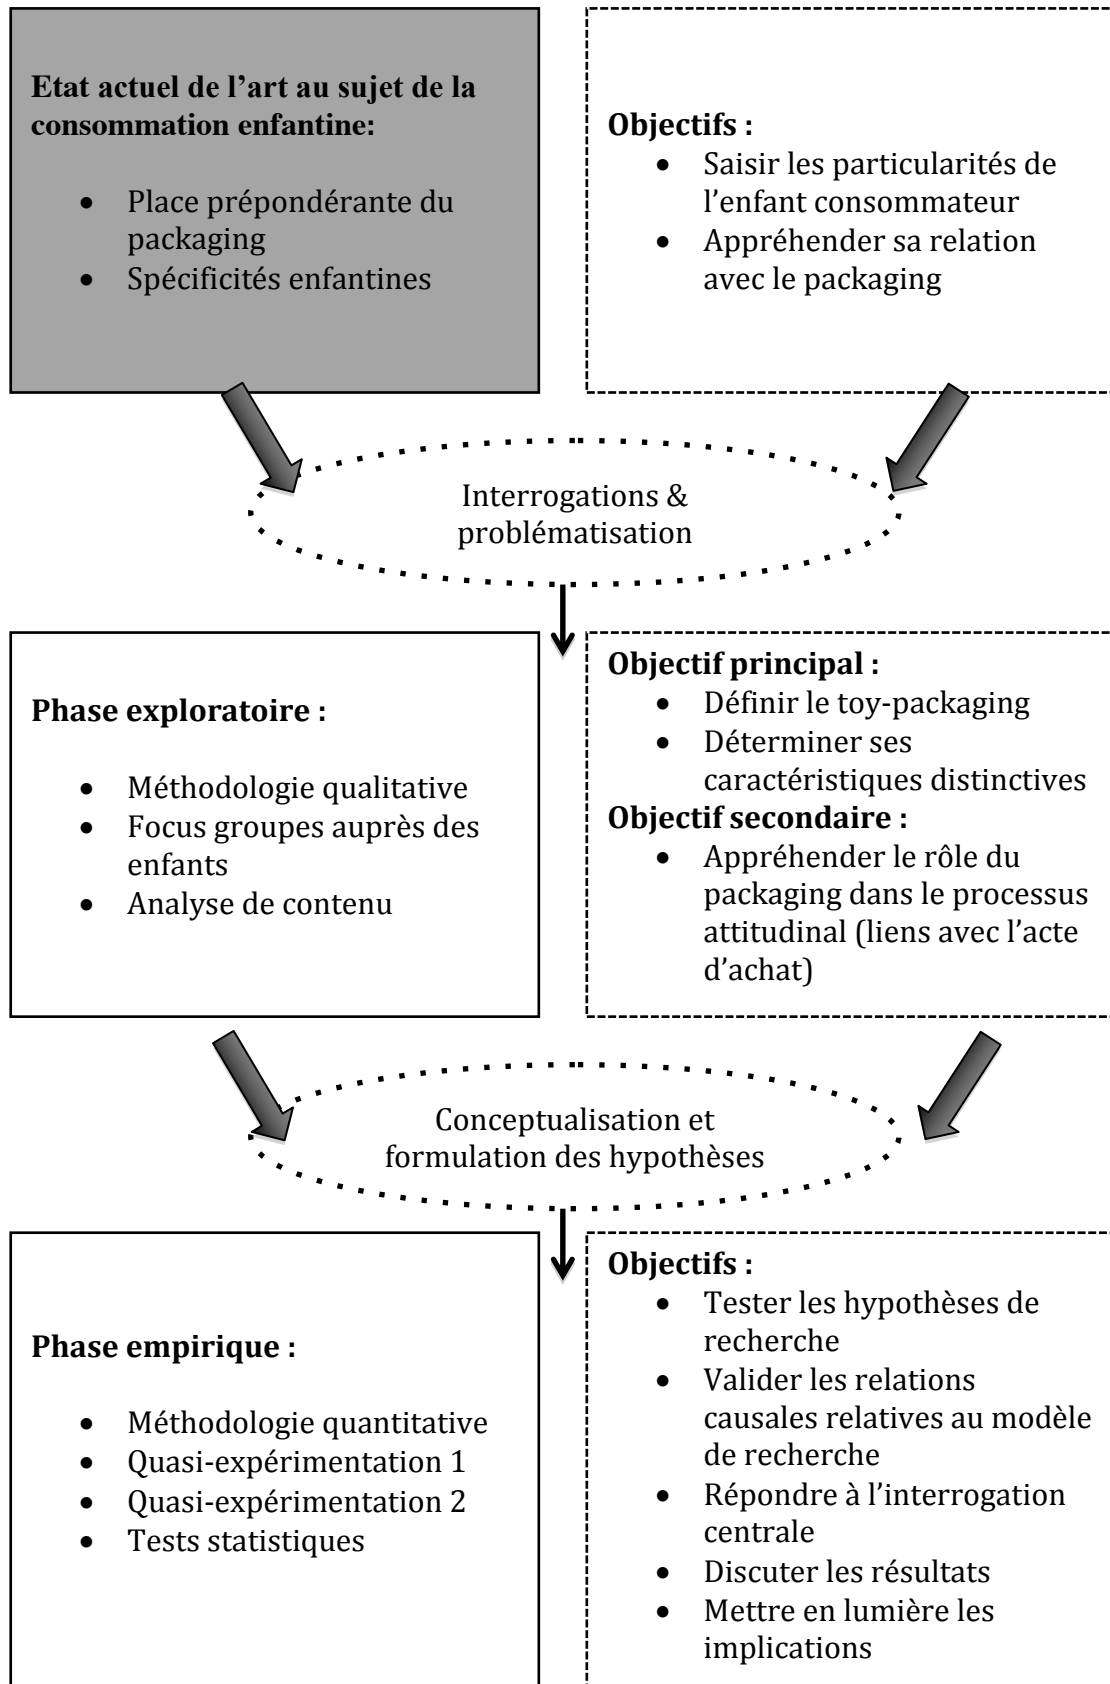 Etat actuel de l’art au sujet de la
consommation enfantine:
• Place prépondérante du
packaging
• Spécificités enfantines
Objectifs :
• Saisir les particularités de
l’enfant consommateur
• Appréhender sa relation
avec le packaging
Interrogations &
problématisation
Phase exploratoire :
• Méthodologie qualitative
• Focus groupes auprès des
enfants
• Analyse de contenu
Objectif principal :
• Définir le toy-packaging
• Déterminer ses
caractéristiques distinctives
Objectif secondaire :
• Appréhender le rôle du
packaging dans le processus
attitudinal (liens avec l’acte
d’achat)
Conceptualisation et
formulation des hypothèses
Phase empirique :
• Méthodologie quantitative
• Quasi-expérimentation 1
• Quasi-expérimentation 2
• Tests statistiques
Objectifs :
• Tester les hypothèses de
recherche
• Valider les relations
causales relatives au modèle
de recherche
• Répondre à l’interrogation
centrale
• Discuter les résultats
• Mettre en lumière les
implications